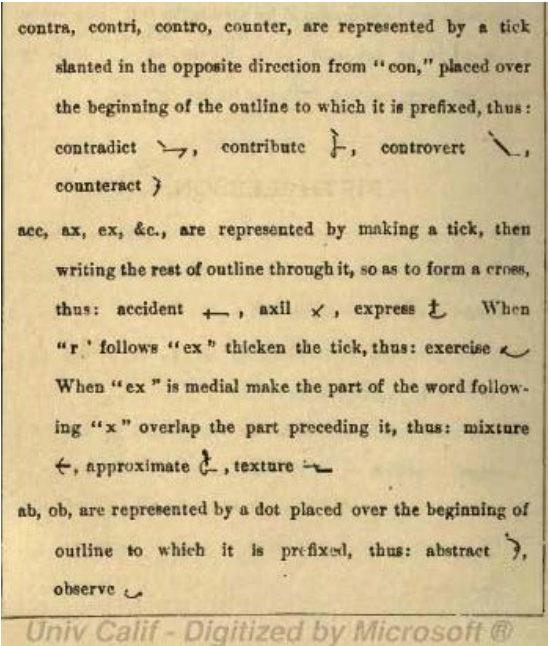 contra, contri, contro, counter, are represented by a tick
slanted in the opposite direction from "con," placed over
the beginning of the outline to which it is prefixed, thus:
contradict , contribute , controvert ,
counteract
acc, ax, ex, &c., are represented by making a tick, then
writing the rest of outline through it, so as to form a cross,
thus: accident , axil , express When
"r ' follows "ex" thicken the tick, thus: exercise
When "ex" is medial make the part of the word follow-
ing "x" overlap the part preceding it, thus: mixture
, approximate , texture
ab, ob, are represented by a dot placed over the beginning of
outline to which it is prefixed, thus: abstract ,
observe
Univ Calif - Digitized by Microsoft ®